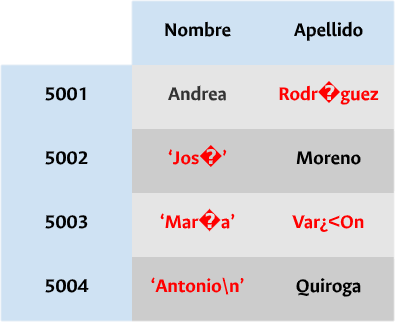 Nombre Apellido
5001 Andrea Rodr�guez
5002 ‘Jos�’ Moreno
5003 ‘Mar�a’ Var¿<On
5004 ‘Antonio\n’ Quiroga